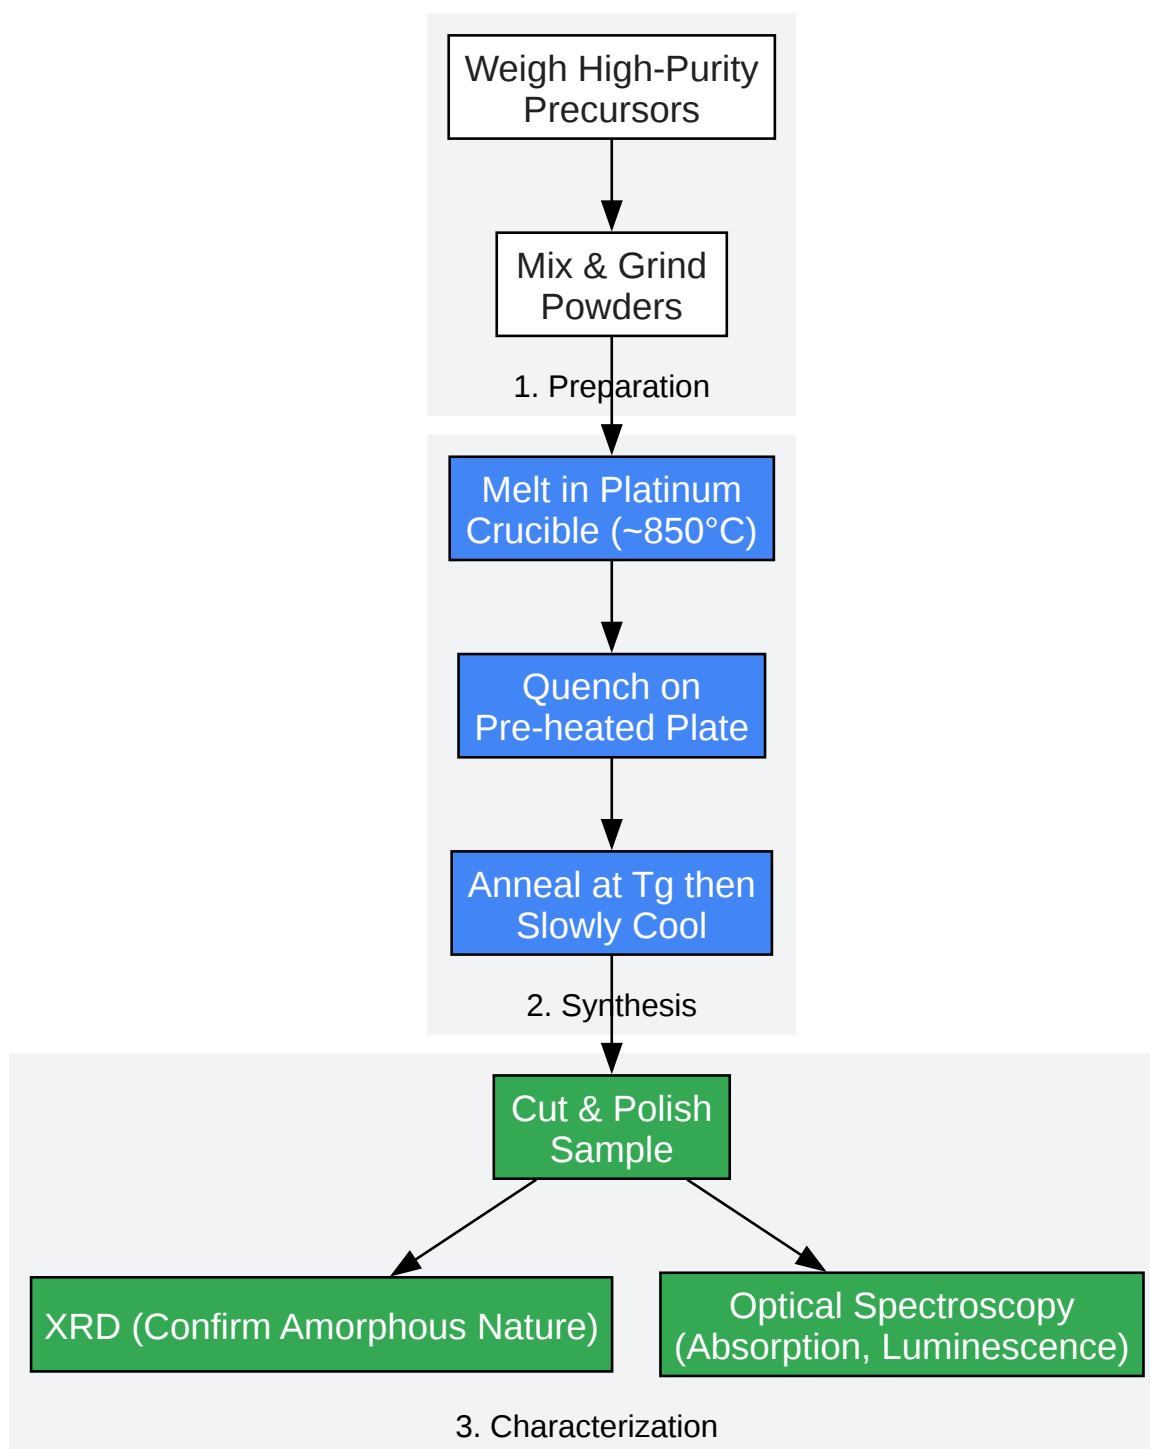 Weigh High-Purity
Precursors
Mix & Grind
Powders
1. Preparation
Melt in Platinum
Crucible (~850°C)
Quench on
Pre-heated Plate
Anneal at Tg then
Slowly Cool
2. Synthesis
Cut & Polish
Sample
XRD (Confirm Amorphous Nature)
Optical Spectroscopy
(Absorption, Luminescence)
3. Characterization